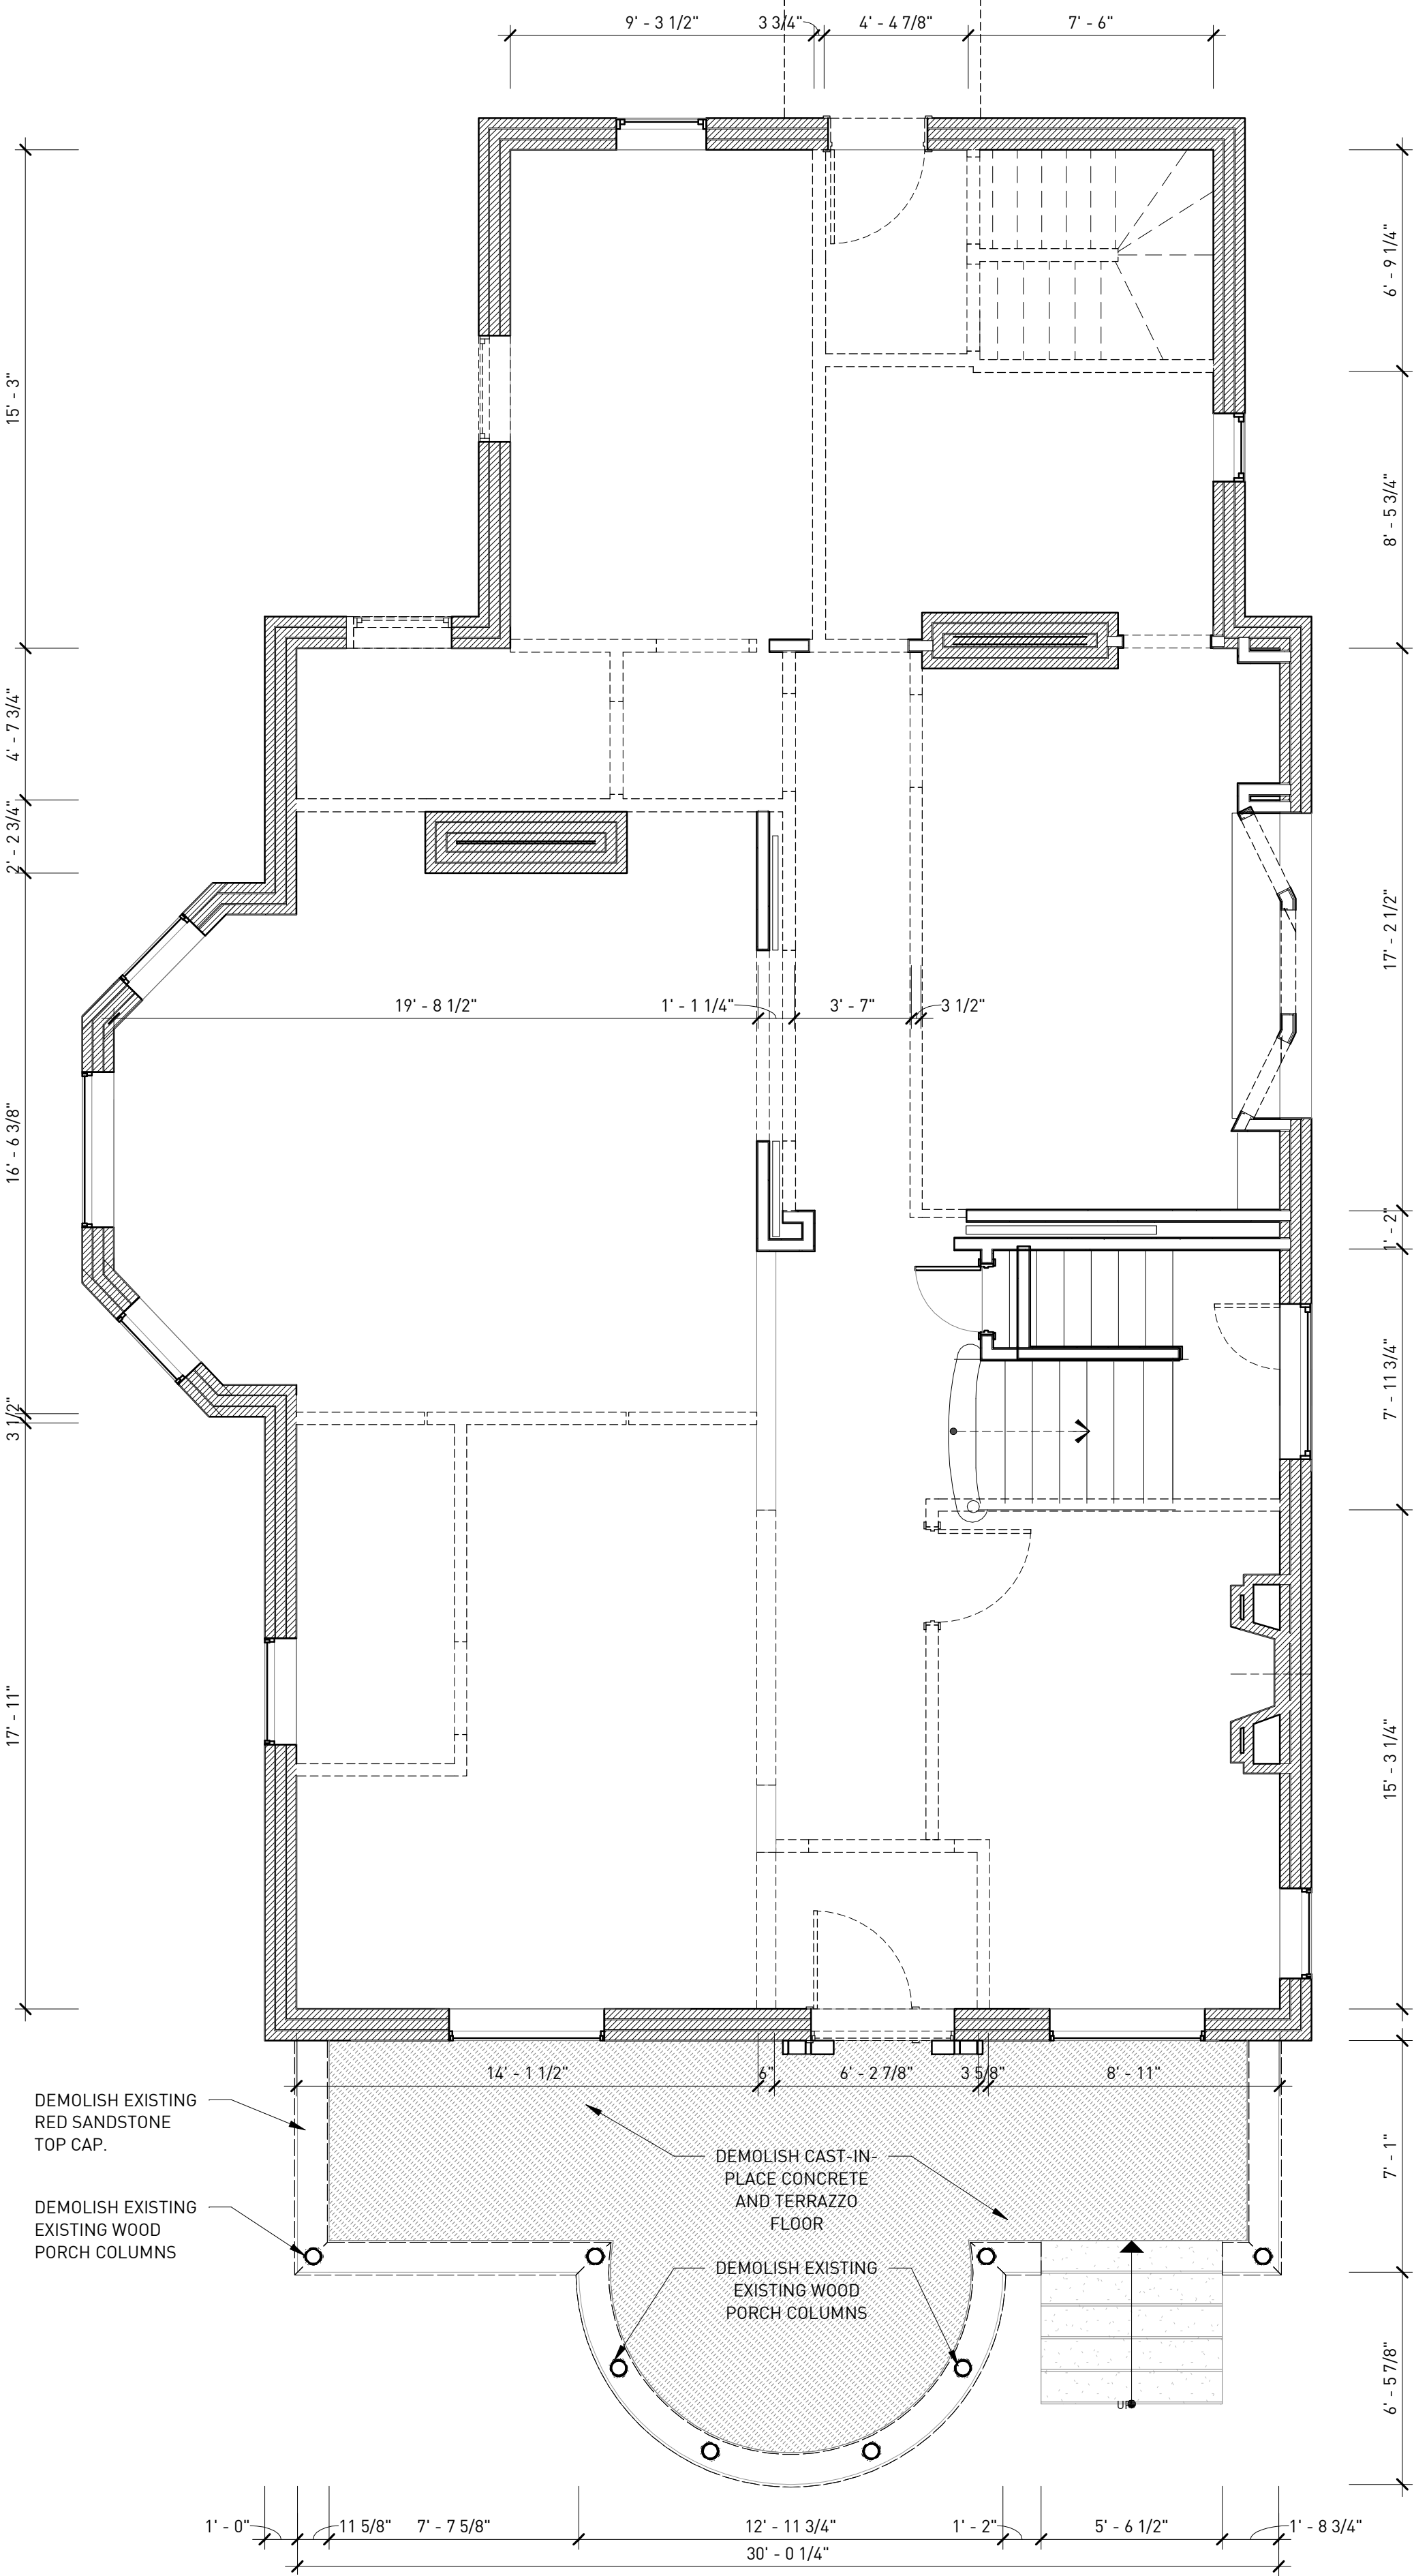 9' - 3 1/2"
3 3/4"
4' - 4 7/8"
7' - 6"
6' - 9 1/4"
15' - 3"
8' - 5 3/4"
4' - 7 3/4"
2' - 2 3/4"
17' - 2 1/2"
19' - 8 1/2"
1' - 1 1/4"
3' - 7"
3 1/2"
16' - 6 3/8"
1' - 2"
7' - 11 3/4"
3 1/2"
17' - 11"
15' - 3 1/4"
14' - 1 1/2"
6"
6' - 2 7/8"
3 5/8"
8' - 11"
DEMOLISH EXISTING
RED SANDSTONE
TOP CAP.
DEMOLISH CAST-IN-
PLACE CONCRETE
AND TERRAZZO
FLOOR
7' - 1"
DEMOLISH EXISTING
EXISTING WOOD
PORCH COLUMNS
DEMOLISH EXISTING
EXISTING WOOD
PORCH COLUMNS
6' - 5 7/8"
UP
1' - 0"
11 5/8"
7' - 7 5/8"
12' - 11 3/4"
1' - 2"
5' - 6 1/2"
1' - 8 3/4"
30' - 0 1/4"